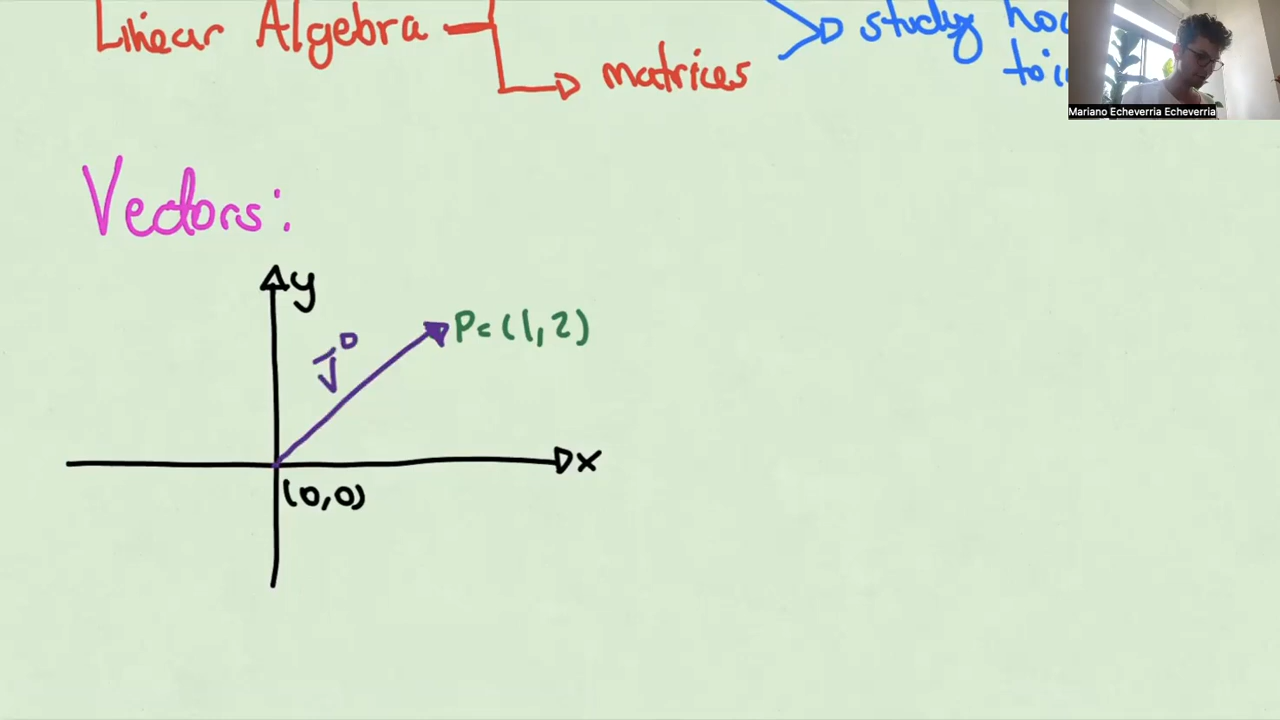 Linear Algebra
study
matrices
Mariano Echeverria Echeverria
Vectors:
y
P=(1,2)
v
x
(0,0)